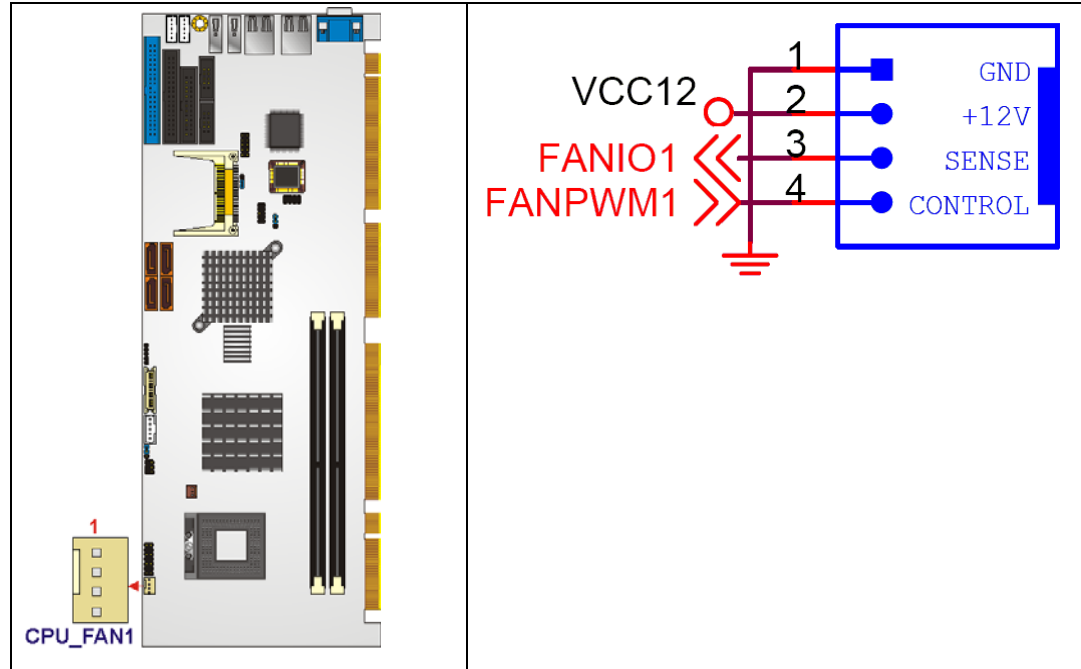 1
CPU_FAN1
1
VCC12
2
FANIO1
3
FANPWM1
4
GND
+12V
SENSE
CONTROL